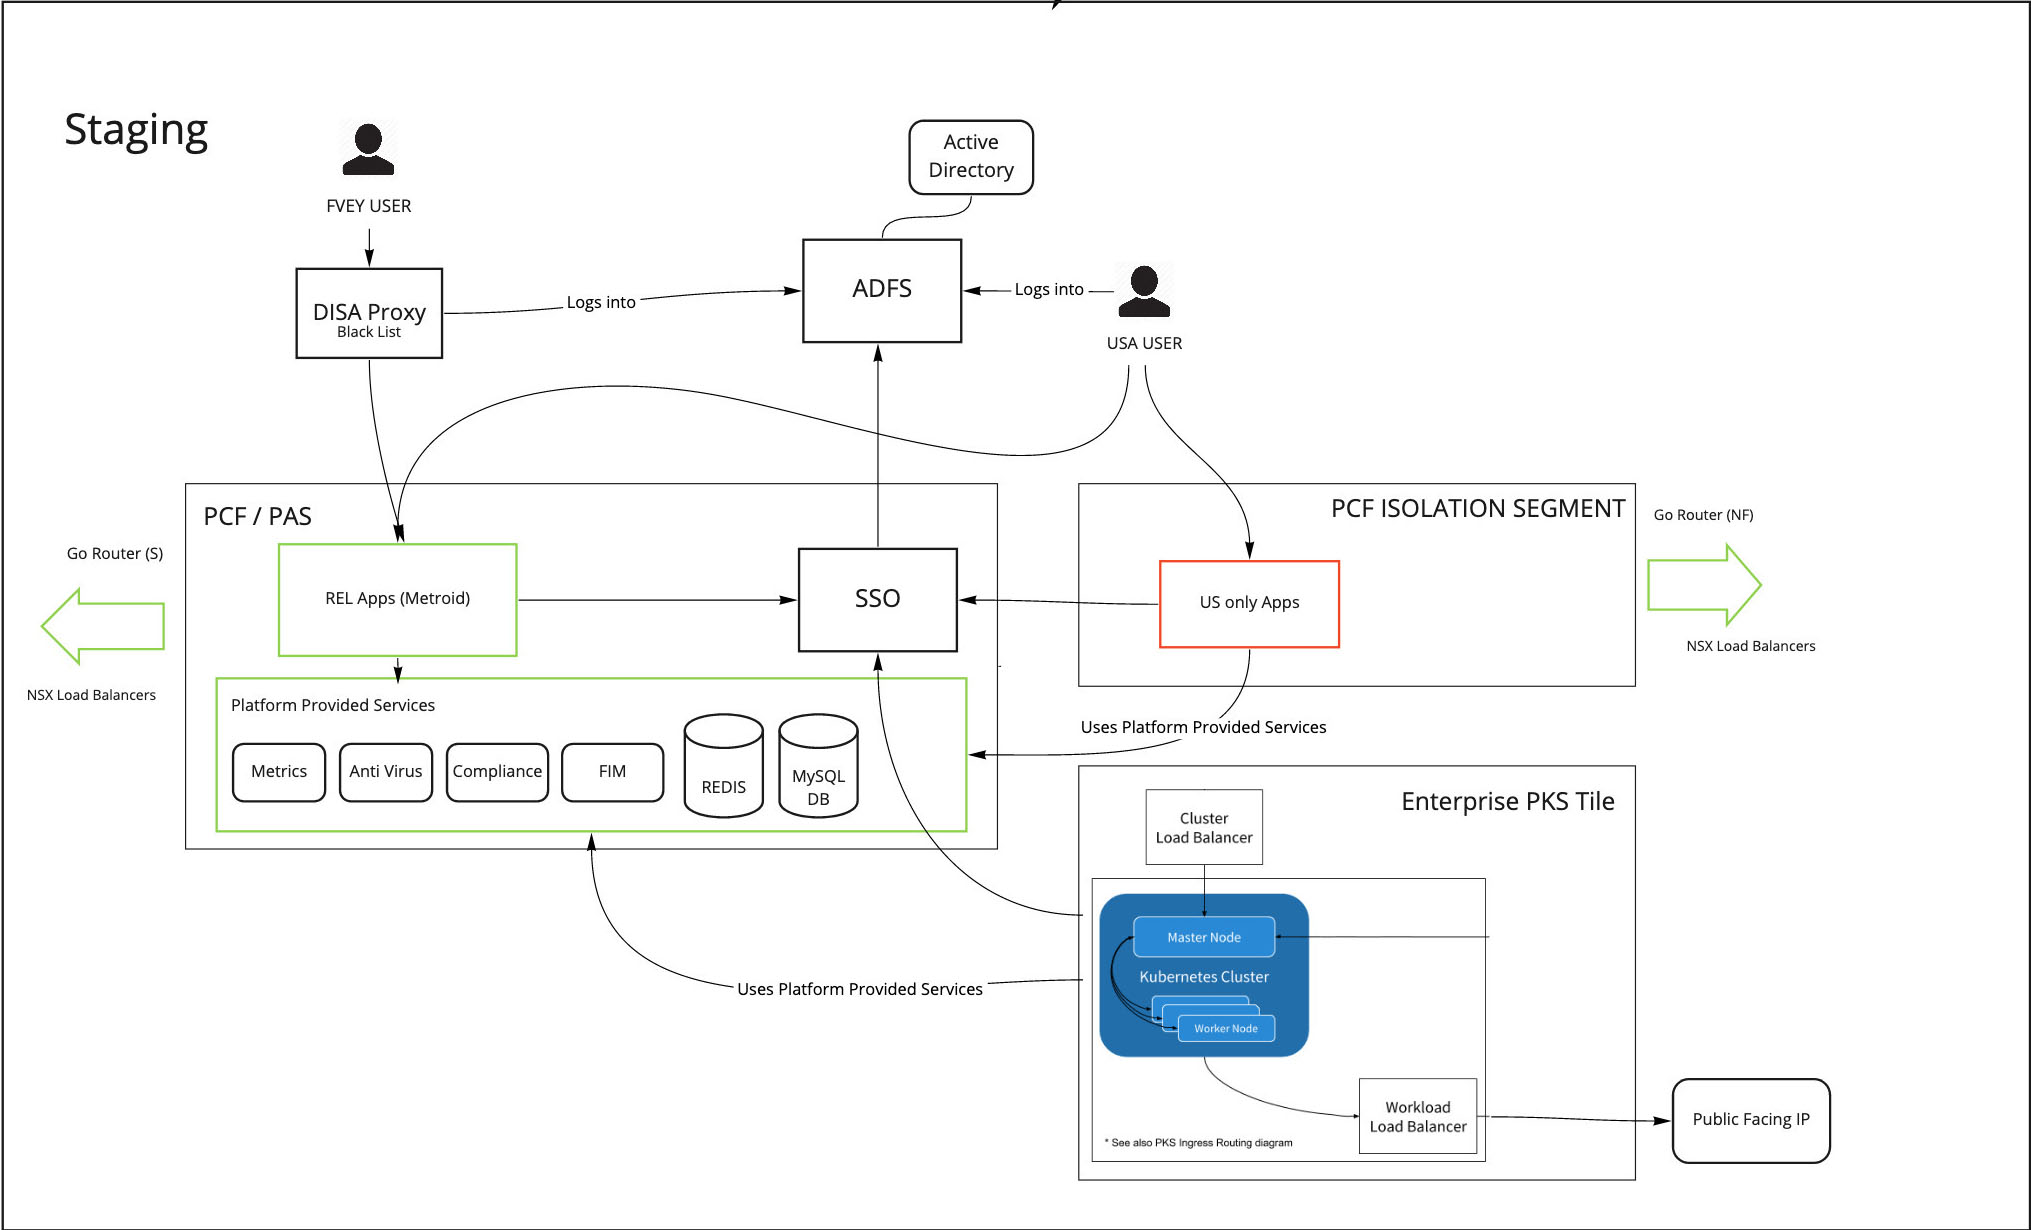 Staging
FVEY USER
Active
Directory
DISA Proxy
Black List
Logs into
ADFS
Logs into
USA USER
PCF / PAS
PCF ISOLATION SEGMENT
Go Router (S)
Go Router (NF)
REL Apps (Metroid)
SSO
US only Apps
NSX Load Balancers
NSX Load Balancers
Platform Provided Services
Metrics
Anti Virus
Compliance
FIM
REDIS
MySQL
DB
Uses Platform Provided Services
Enterprise PKS Tile
Cluster
Load Balancer
Master Node
Kubernetes Cluster
Worker Node
Uses Platform Provided Services
Workload
Load Balancer
* See also PKS Ingress Routing diagram
Public Facing IP